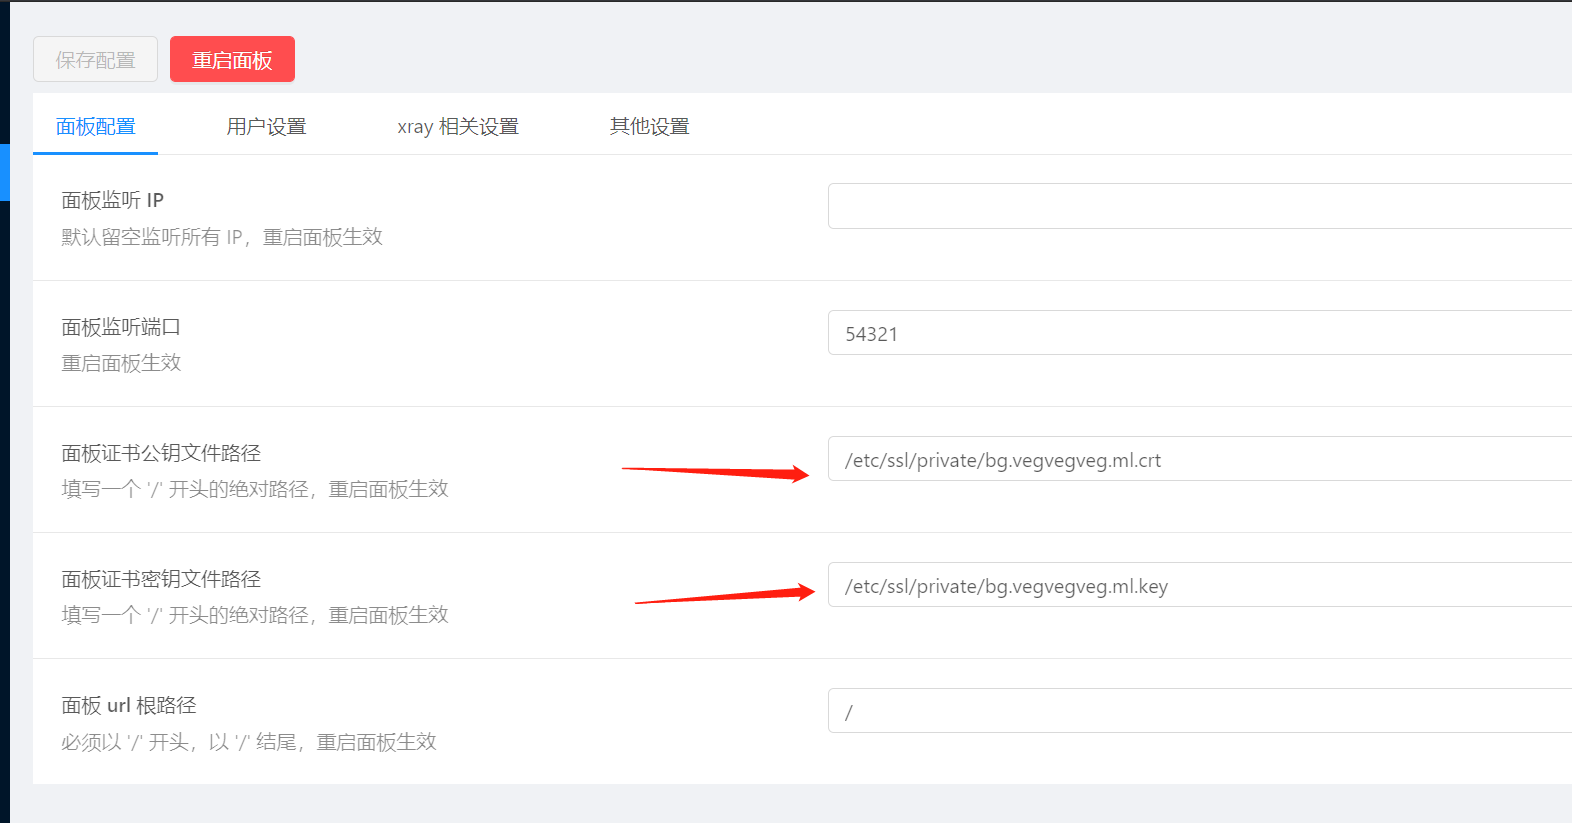 保存配置
重启面板
面板配置
用户设置
xray 相关设置
其他设置
面板监听 IP
默认留空监听所有 IP，重启面板生效
面板监听端口
54321
重启面板生效
面板证书公钥文件路径
/etc/ssl/private/bg.vegvegveg.ml.crt
填写一个 '/' 开头的绝对路径，重启面板生效
面板证书密钥文件路径
/etc/ssl/private/bg.vegvegveg.ml.key
填写一个 '/' 开头的绝对路径，重启面板生效
面板 url 根路径
/
必须以 '/' 开头，以 '/' 结尾，重启面板生效